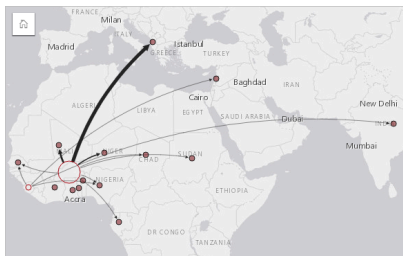 FRANCE
Milan
ITALY
Madrid
Istanbul
GREECE
TURKEY
Baghdad
IRAN
Cairo
ALGERIA
LIBYA
EGYPT
SAUDI ARABIA
Dubai
New Delhi
Mumbai
NIGER
CHAD
SUDAN
NIGERIA
Accra
ETHIOPIA
DR CONGO
TANZANIA